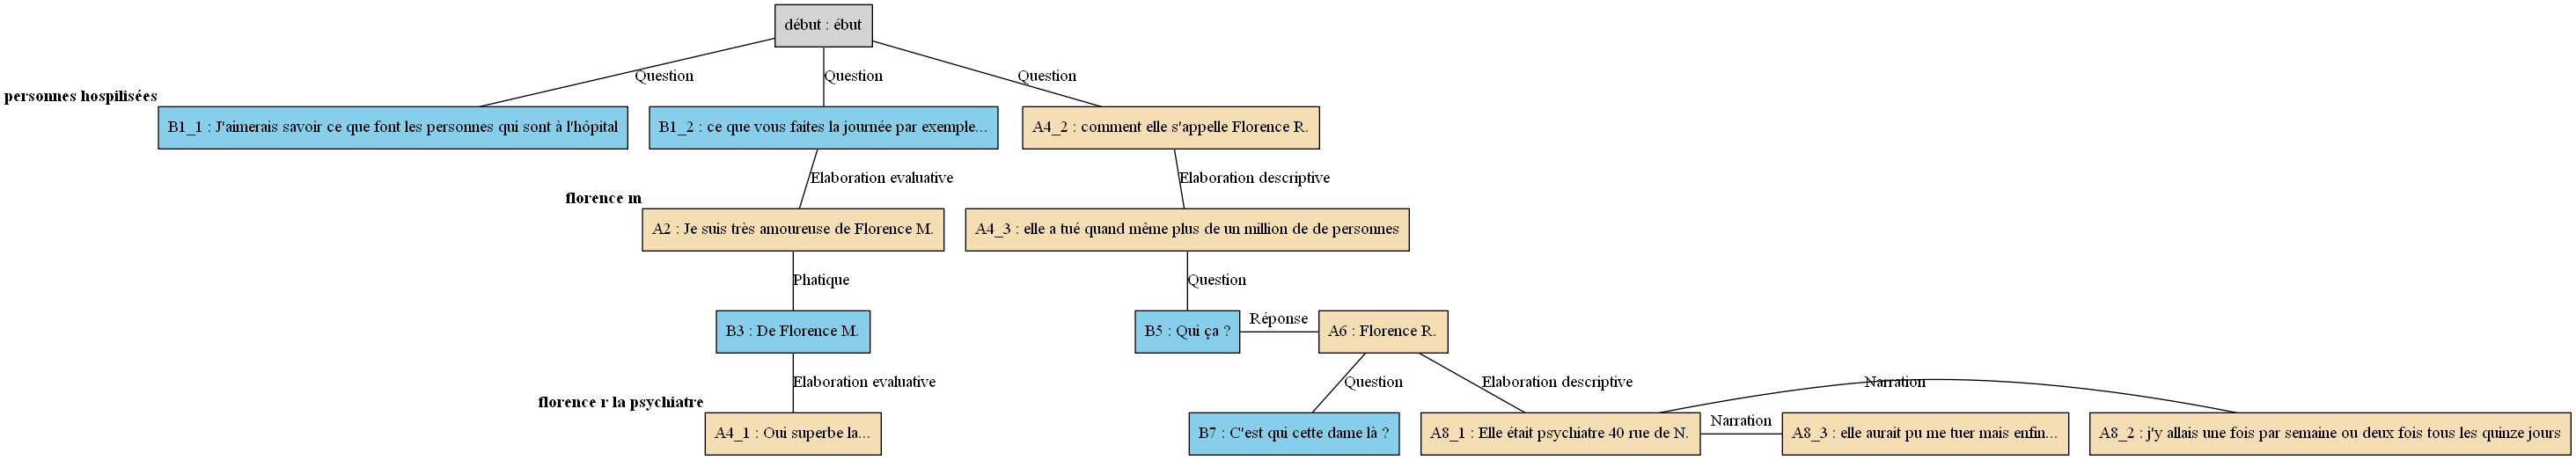 début : ébut
Question
Question
Question
personnes hospilisées
B1_1 : J'aimerais savoir ce que font les personnes qui sont à l'hôpital
B1_2 : ce que vous faites la journée par exemple...
A4_2 : comment elle s'appelle Florence R.
Elaboration evaluative
Elaboration descriptive
florence m
A2 : Je suis très amoureuse de Florence M.
A4_3 : elle a tué quand même plus de un million de de personnes
Phatique
Question
B3 : De Florence M.
B5 : Qui ça ?
Réponse
A6 : Florence R.
Elaboration evaluative
Question
Elaboration descriptive
Narration
florence r la psychiatre
A4_1 : Oui superbe la...
B7 : C'est qui cette dame là ?
A8_1 : Elle était psychiatre 40 rue de N.
Narration
A8_3 : elle aurait pu me tuer mais enfin...
A8_2 : j'y allais une fois par semaine ou deux fois tous les quinze jours